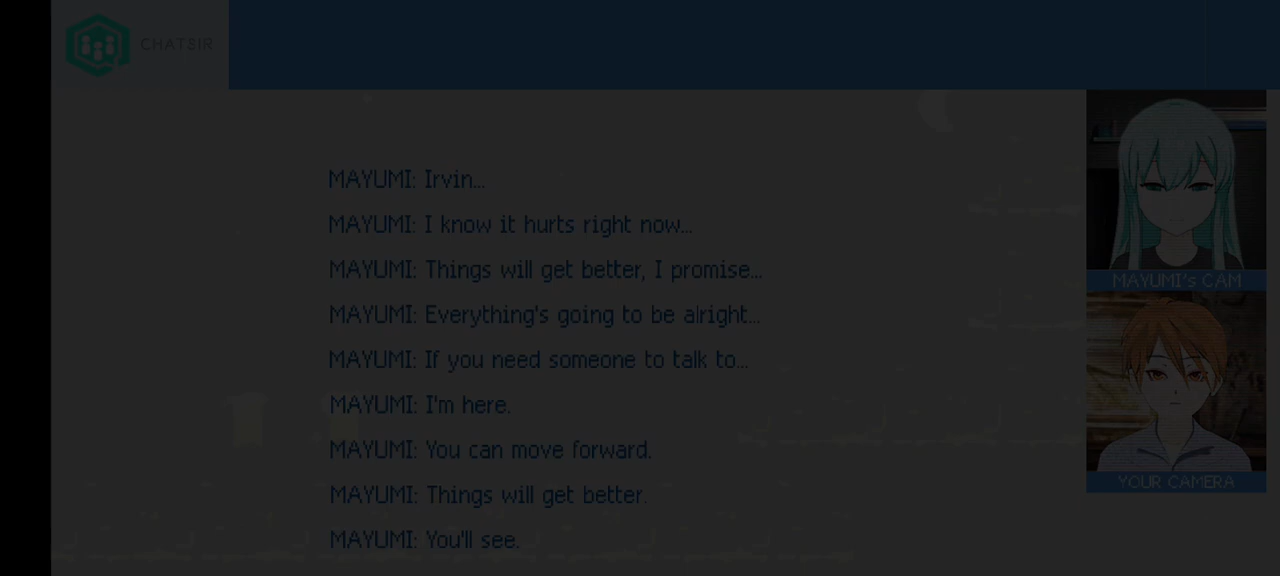 CHATSIR
MAYUMI: Irvin...
MAYUMI: I know it hurts right now...
MAYUMI: Things will get better, I promise...
MAYUMI: Everything's going to be alright...
MAYUMI: If you need someone to talk to...
MAYUMI: I'm here.
MAYUMI: You can move forward.
MAYUMI: Things will get better.
MAYUMI: You'll see.
MAYUMI's CAM
YOUR CAMERA